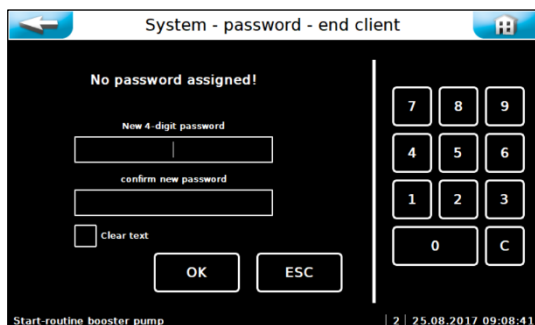 System - password - end client
No password assigned!
New 4-digit password
confirm new password
Clear text
OK ESC
7 8 9
4 5 6
1 2 3
0 C
Start-routine booster pump | 2 | 25.08.2017 09:08:41